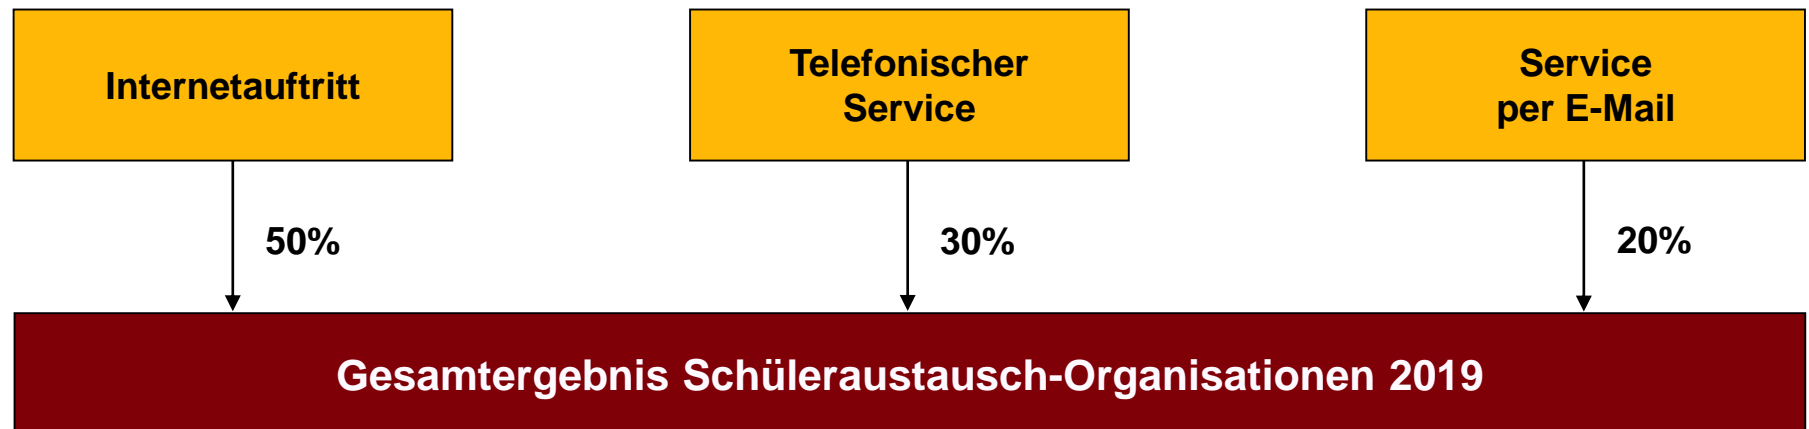 Internetauftritt
Telefonischer
Service
Service
per E-Mail
50%
30%
20%
Gesamtergebnis Schüleraustausch-Organisationen 2019